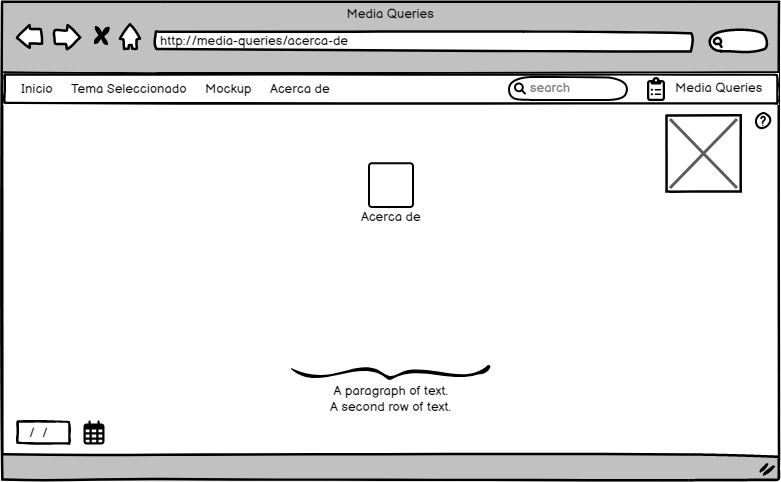 Media Queries
http://media-queries/acerca-de
Inicio Tema Seleccionado Mockup Acerca de search Media Queries
?
Acerca de
A paragraph of text.
A second row of text.
/ /